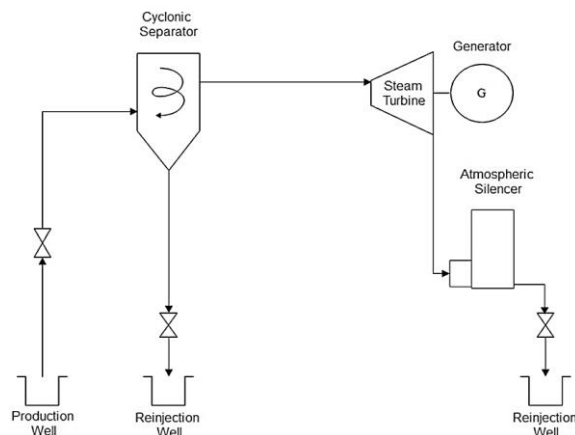 Cyclonic
Separator
Generator
Steam
Turbine
G
Atmospheric
Silencer
Production
Well
Reinjection
Well
Reinjection
Well